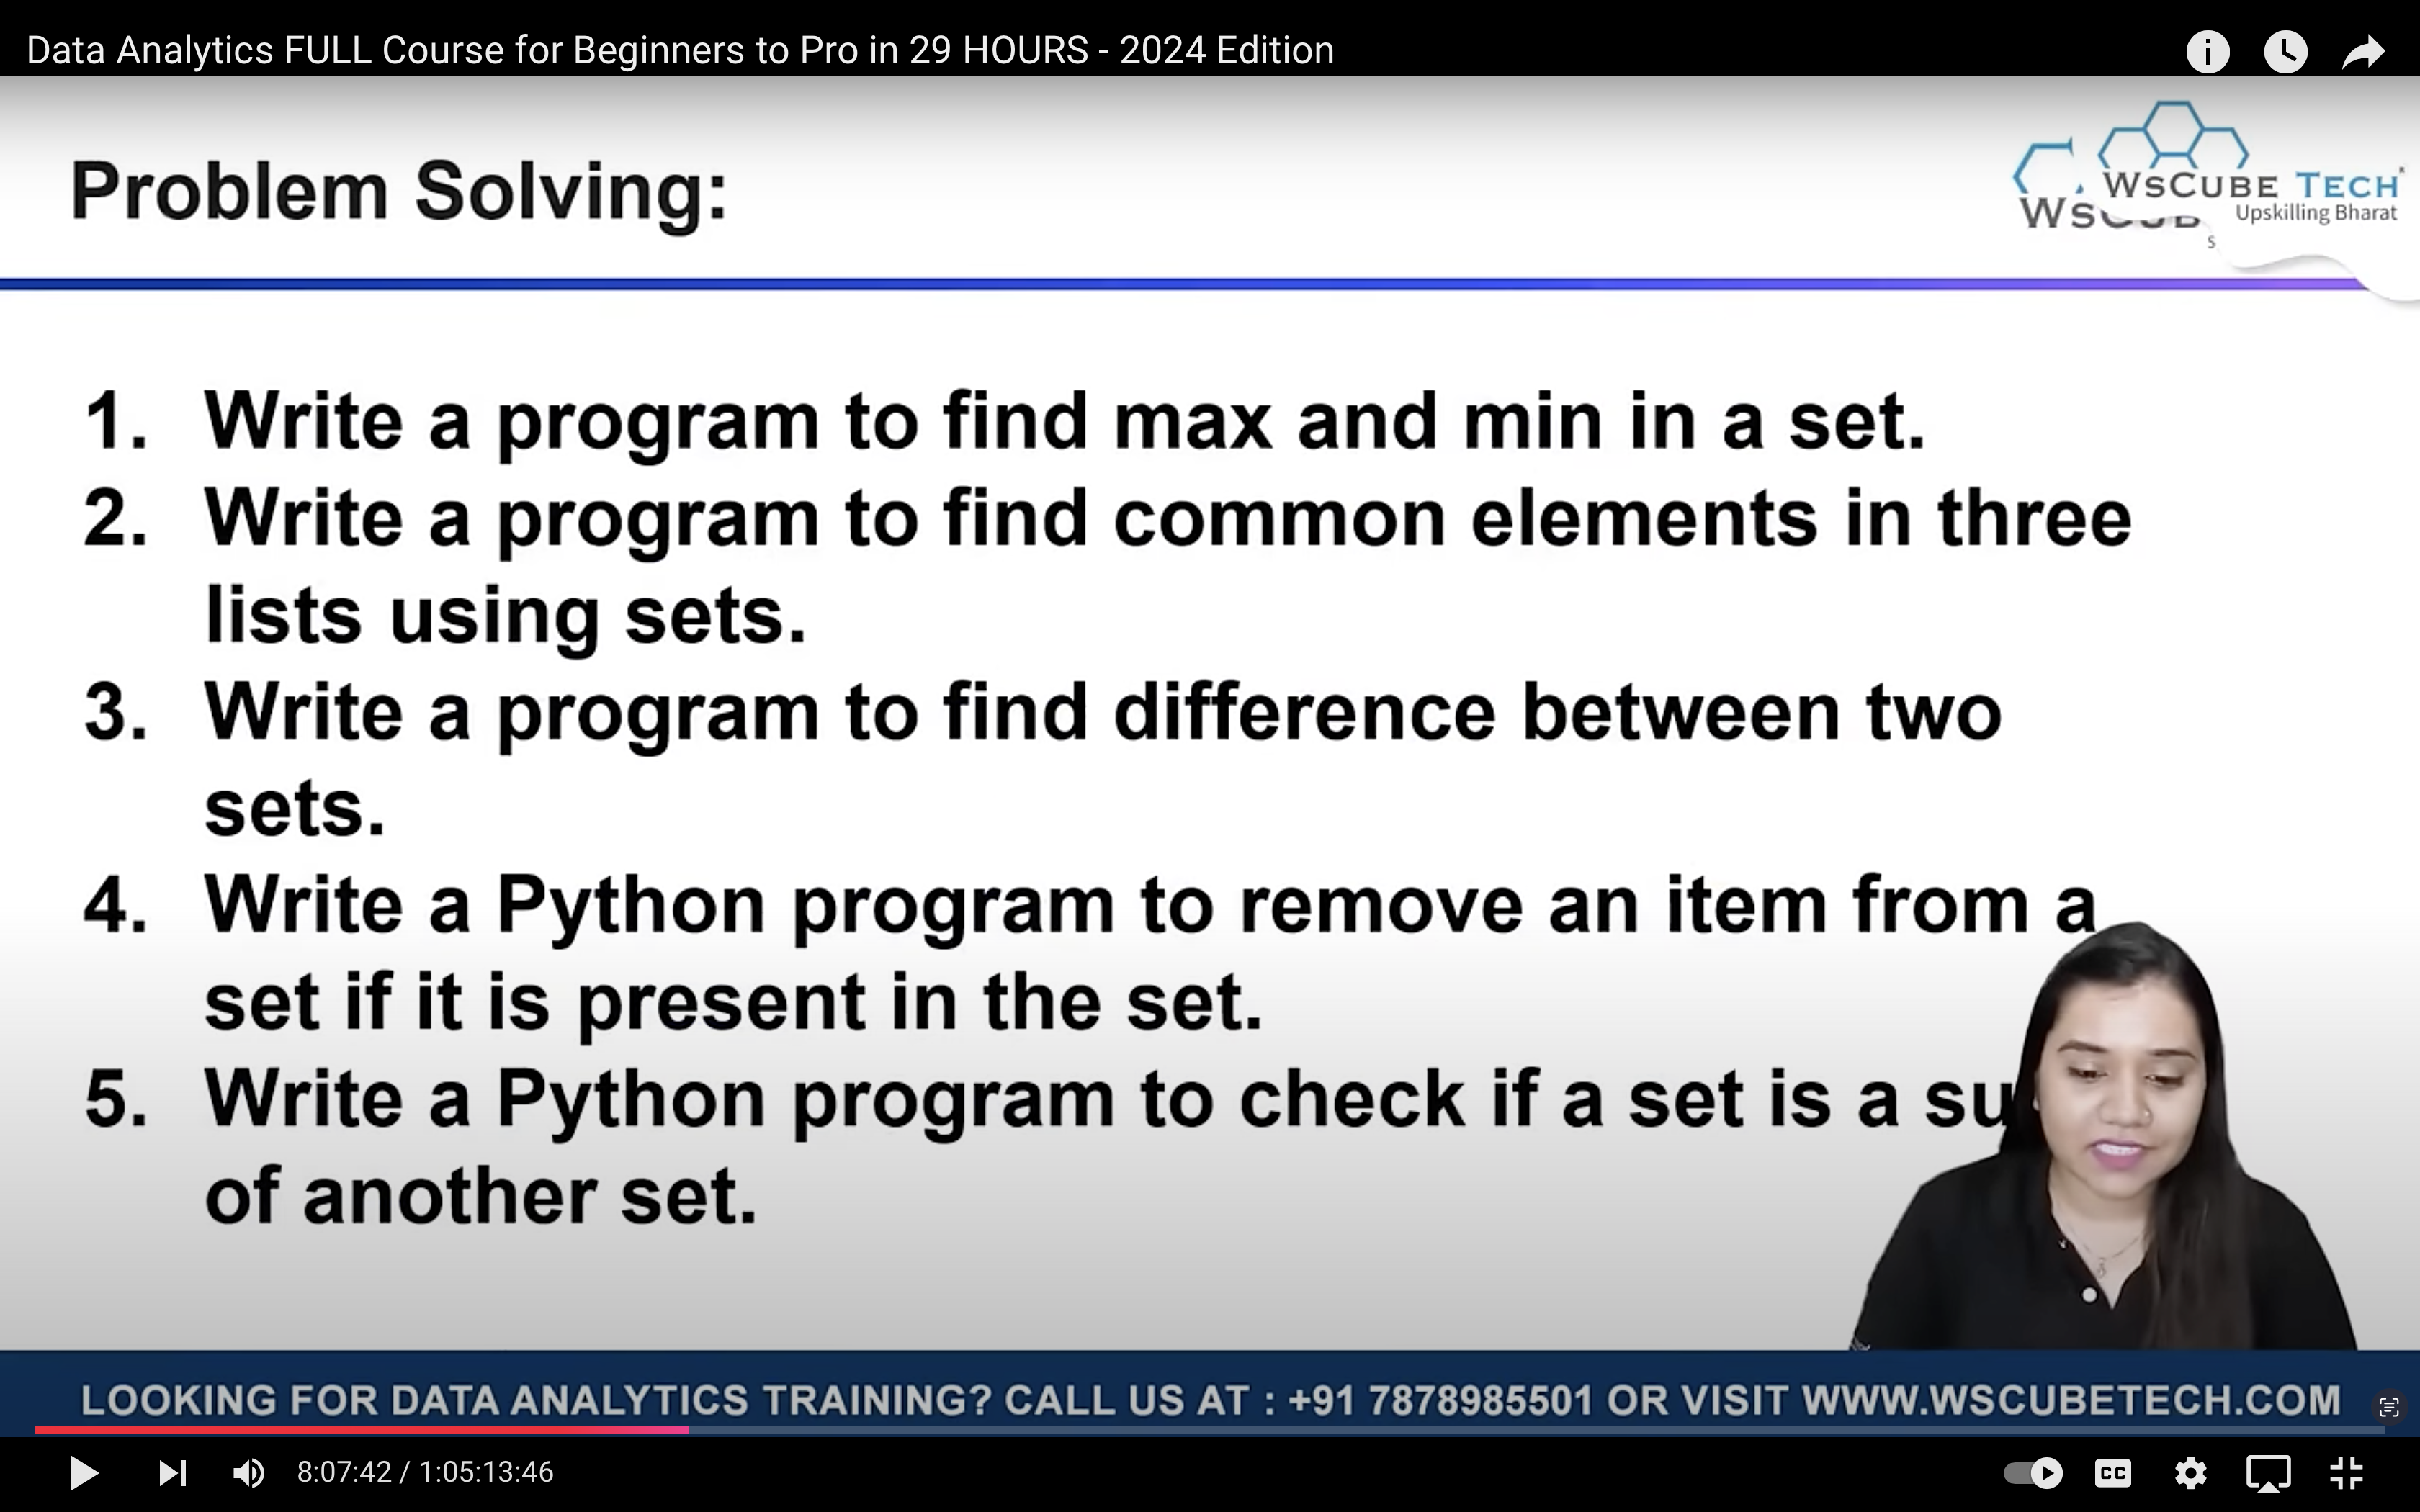 Data Analytics FULL Course for Beginners to Pro in 29 HOURS - 2024 Edition
Problem Solving:
WSCUBE TECH
Upskilling Bharat
1. Write a program to find max and min in a set.
2. Write a program to find common elements in three
lists using sets.
3. Write a program to find difference between two
sets.
4. Write a Python program to remove an item from a
set if it is present in the set.
5. Write a Python program to check if a set is a
of another set.
LOOKING FOR DATA ANALYTICS TRAINING? CALL US AT : +91 7878985501 OR VISIT WWW.WSCUBETECH.COM
8:07:42 / 1:05:13:46
CC